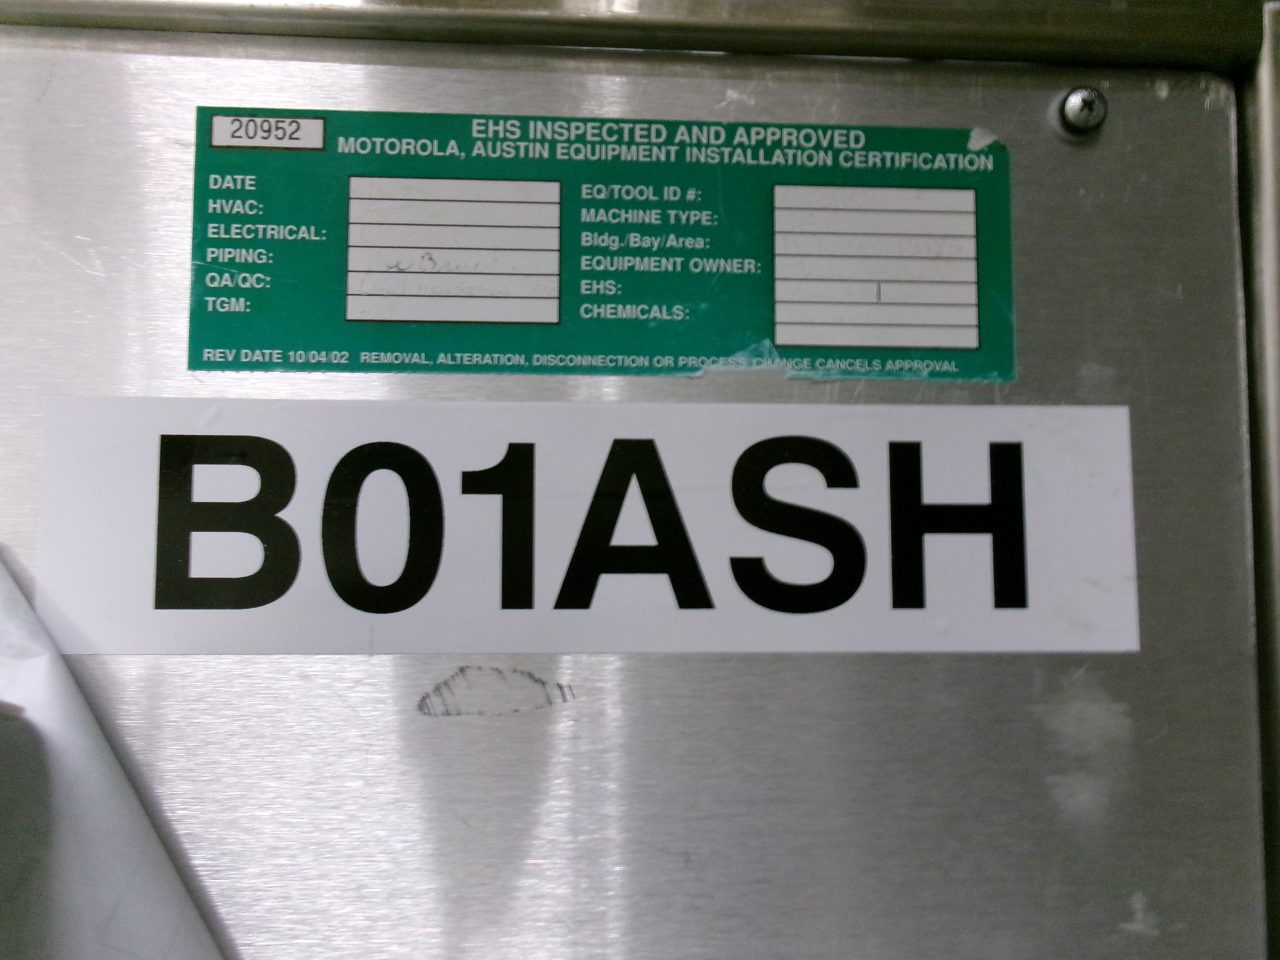 20952
EHS INSPECTED AND APPROVED
MOTOROLA, AUSTIN EQUIPMENT INSTALLATION CERTIFICATION
DATE
HVAC:
ELECTRICAL:
PIPING:
QA/QC:
TGM:
EQ/TOOL ID #:
MACHINE TYPE:
Bldg./Bay/Area:
EQUIPMENT OWNER:
EHS:
CHEMICALS:
REV DATE 10/04/02 REMOVAL, ALTERATION, DISCONNECTION OR PROCESS CHANGE CANCELS APPROVAL
B01ASH